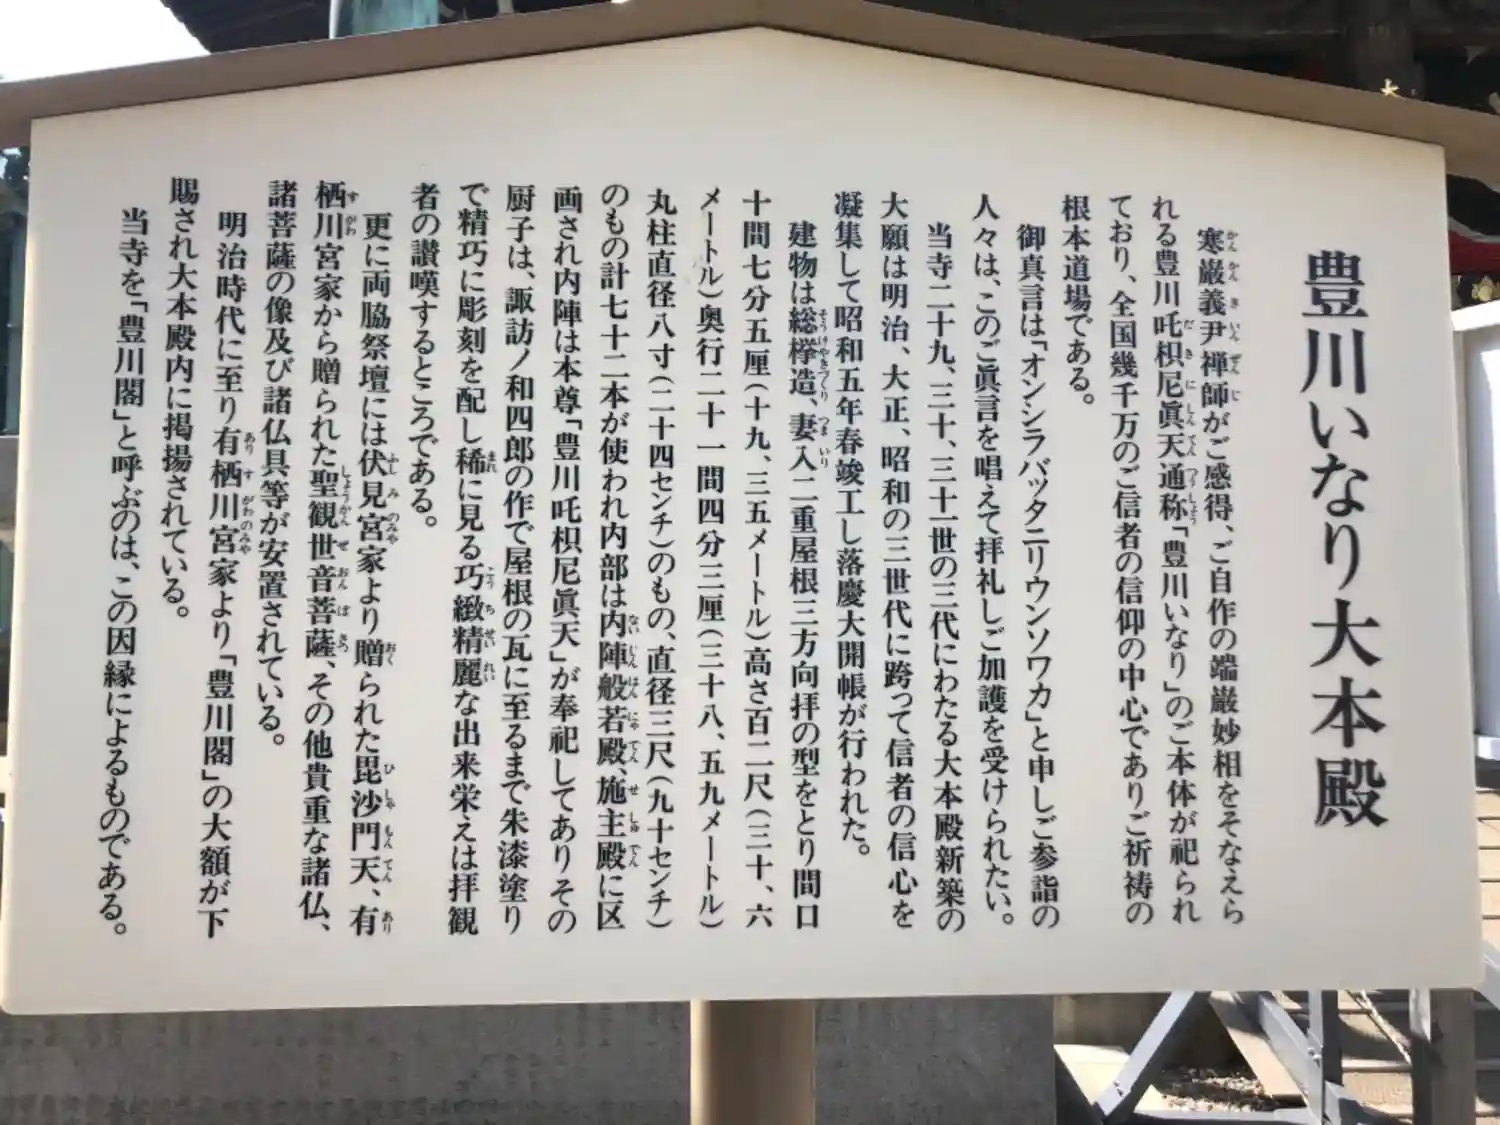 豊川いなり大本殿
寒巌義尹禅師がご感得、ご自作の端厳妙相をそなえら
れる豊川吒枳尼眞天通称「豊川いなり」のご本体が祀られ
ており、全国幾千万のご信者の信仰の中心でありご祈祷の
根本道場である。
御真言は「オンシラバッタニリウンソワカ」と申しご参詣の
人々は、このご眞言を唱えて拝礼しご加護を受けられたい。
当寺二十九、三十、三十一世の三代にわたる大本殿新築の
大願は明治、大正、昭和の三世代に跨って信者の信心を
凝集して昭和五年春竣工し落慶大開帳が行われた。
建物は総欅造、妻入二重屋根三方向拝の型をとり間口
十間七分五厘(十九、三五メートル)高さ百二尺(三十、六
メートル)奥行二十一間四分三厘(三十八、五九メートル)
丸柱直径八寸(二十四センチ)のもの、直径三尺(九十センチ)
のもの計七十二本が使われ内部は内陣般若殿、施主殿に区
画され内陣は本尊「豊川吒枳尼眞天」が奉祀してありその
厨子は、諏訪ノ和四郎の作で屋根の瓦に至るまで朱漆塗り
で精巧に彫刻を配し稀に見る巧緻精麗な出来栄えは拝観
者の讃嘆するところである。
更に両脇祭壇には伏見宮家より贈られた毘沙門天、有
栖川宮家から贈られた聖観世音菩薩、その他貴重な諸仏、
諸菩薩の像及び諸仏具等が安置されている。
明治時代に至り有栖川宮家より「豊川閣」の大額が下
賜され大本殿内に掲揚されている。
当寺を「豊川閣」と呼ぶのは、この因縁によるものである。